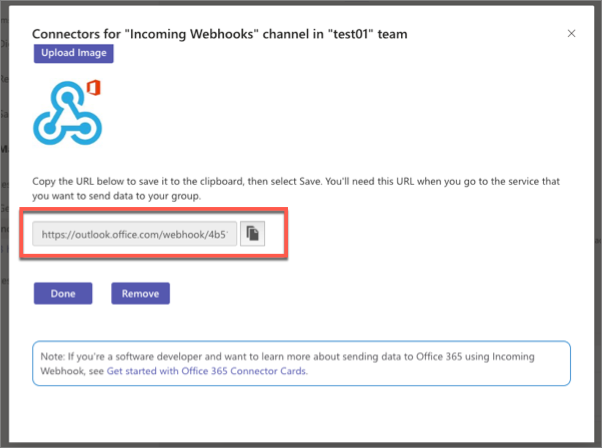 Connectors for "Incoming Webhooks" channel in "test01" team
Upload Image
Copy the URL below to save it to the clipboard, then select Save. You'll need this URL when you go to the service that
you want to send data to your group.
https://outlook.office.com/webhook/4b5
Done Remove
Note: If you're a software developer and want to learn more about sending data to Office 365 using Incoming
Webhook, see Get started with Office 365 Connector Cards.